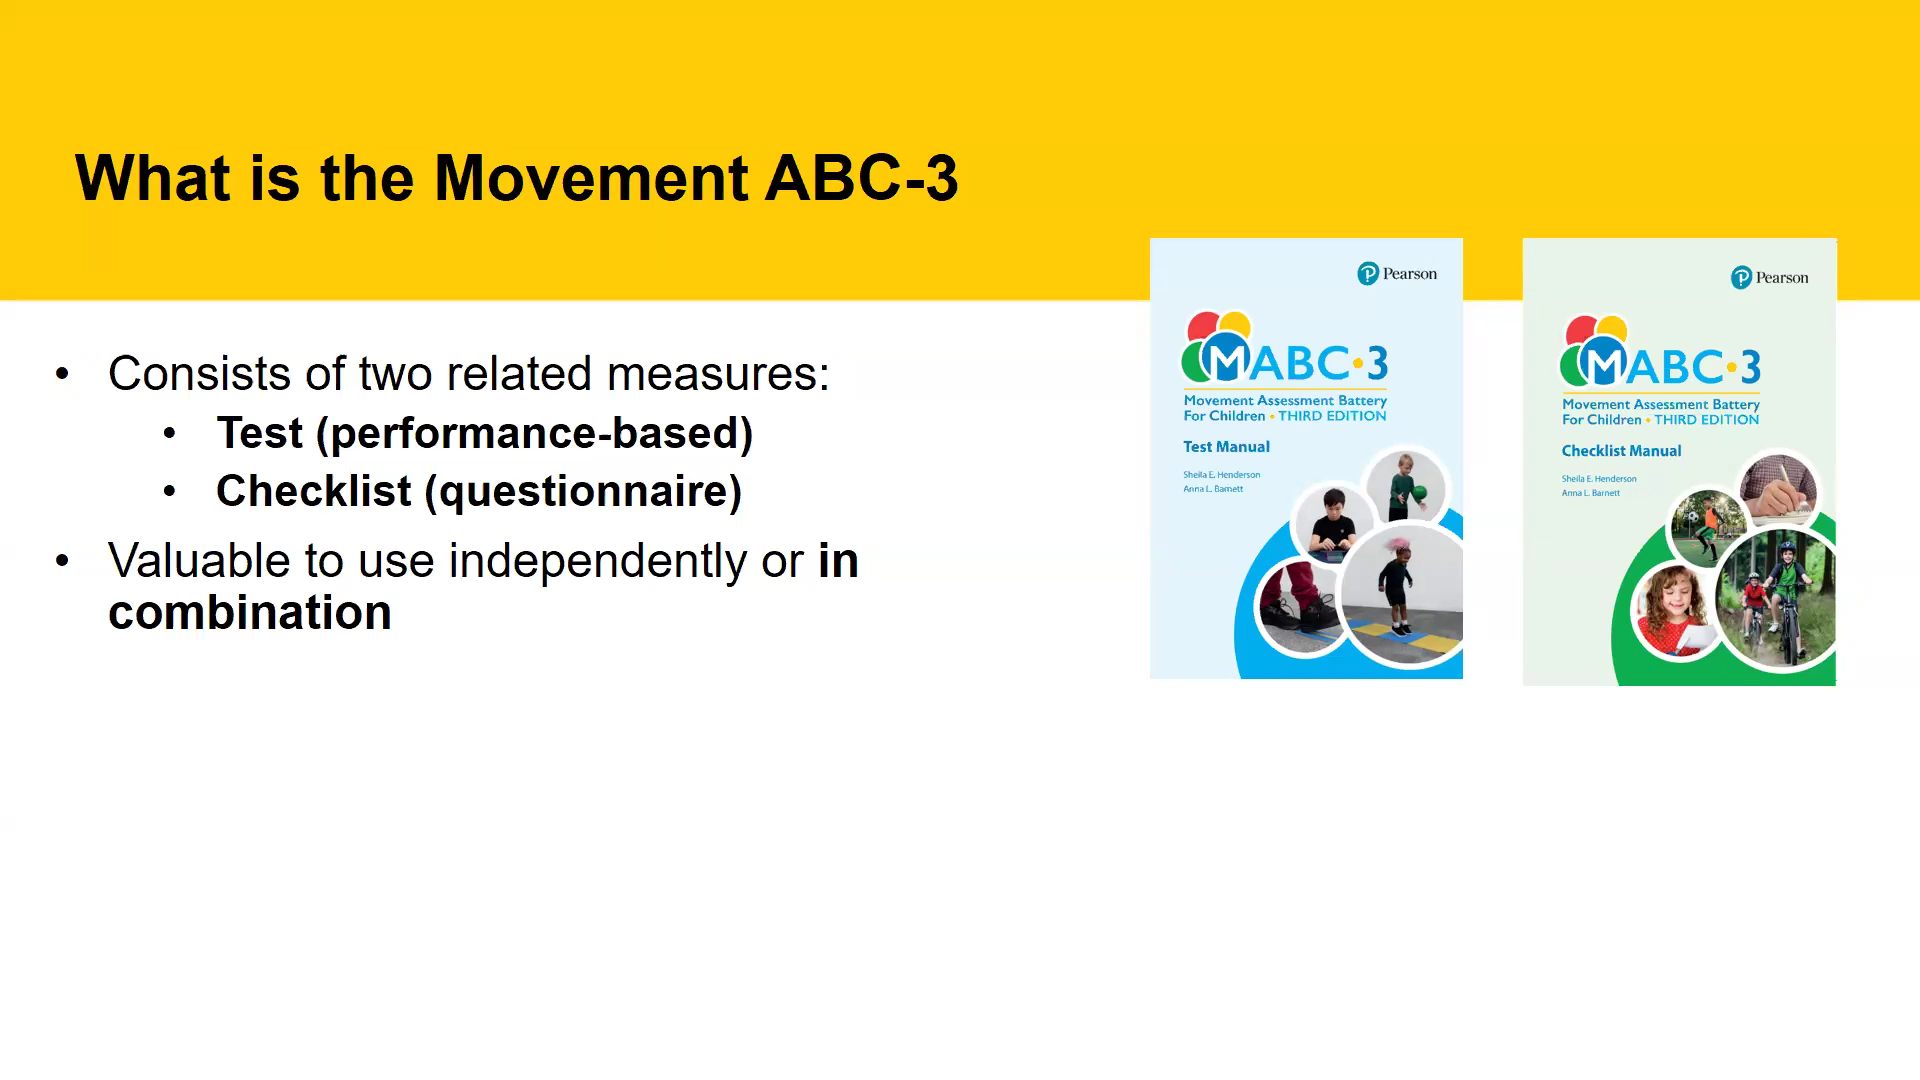 What is the Movement ABC-3
• Consists of two related measures:
• Test (performance-based)
• Checklist (questionnaire)
• Valuable to use independently or in
combination
Pearson
MABC•3
Movement Assessment Battery
For Children • THIRD EDITION
Test Manual
Sheila E. Henderson
Anna L. Barnett
Pearson
MABC•3
Movement Assessment Battery
For Children • THIRD EDITION
Checklist Manual
Sheila E. Henderson
Anna L. Barnett